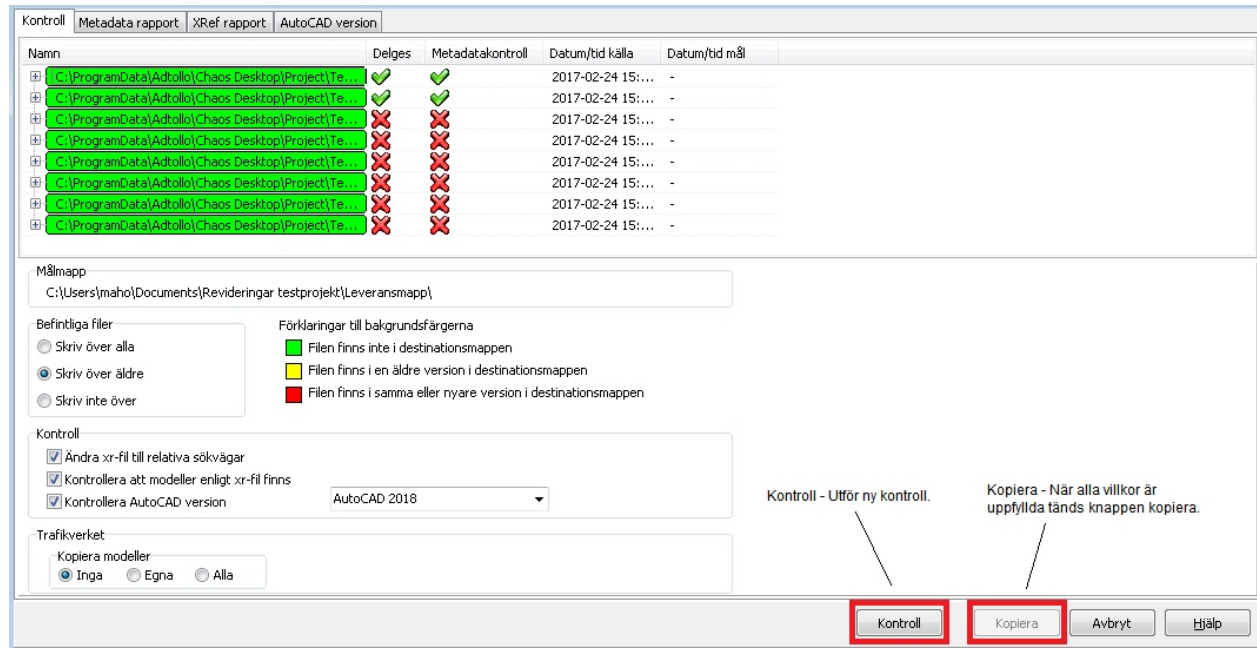 Kontroll Metadata rapport XRef rapport AutoCAD version
Namn Delges Metadatakontroll Datum/tid källa Datum/tid mål
C:\ProgramData\Adtollo\Chaos Desktop\Project\Te... 2017-02-24 15:... -
C:\ProgramData\Adtollo\Chaos Desktop\Project\Te... 2017-02-24 15:... -
C:\ProgramData\Adtollo\Chaos Desktop\Project\Te... 2017-02-24 15:... -
C:\ProgramData\Adtollo\Chaos Desktop\Project\Te... 2017-02-24 15:... -
C:\ProgramData\Adtollo\Chaos Desktop\Project\Te... 2017-02-24 15:... -
C:\ProgramData\Adtollo\Chaos Desktop\Project\Te... 2017-02-24 15:... -
C:\ProgramData\Adtollo\Chaos Desktop\Project\Te... 2017-02-24 15:... -
C:\ProgramData\Adtollo\Chaos Desktop\Project\Te... 2017-02-24 15:... -
Målmapp
C:\Users\maho\Documents\Revideringar testprojekt\Leveransmapp\
Befintliga filer
Skriv över alla
Skriv över äldre
Skriv inte över
Förklaringar till bakgrundsfärgerna
Filen finns inte i destinationsmappen
Filen finns i en äldre version i destinationsmappen
Filen finns i samma eller nyare version i destinationsmappen
Kontroll
Ändra xr-fil till relativa sökvägar
Kontrollera att modeller enligt xr-fil finns
Kontrollera AutoCAD version AutoCAD 2018
Kontroll - Utför ny kontroll.
Kopiera - När alla villkor är
uppfyllda tänds knappen kopiera.
Trafikverket
Kopiera modeller
Inga Egna Alla
Kontroll Kopiera Avbryt Hjälp